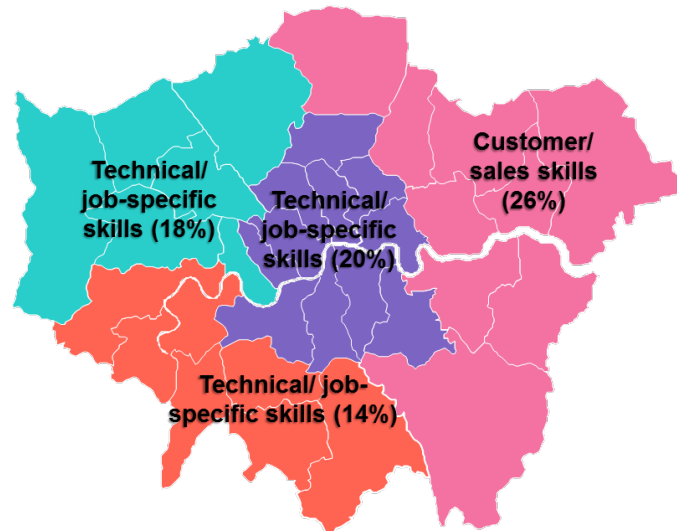 Technical/
job-specific
skills (18%)
Technical/
job-specific
skills (20%)
Customer/
sales skills
(26%)
Technical/ job-
specific skills (14%)